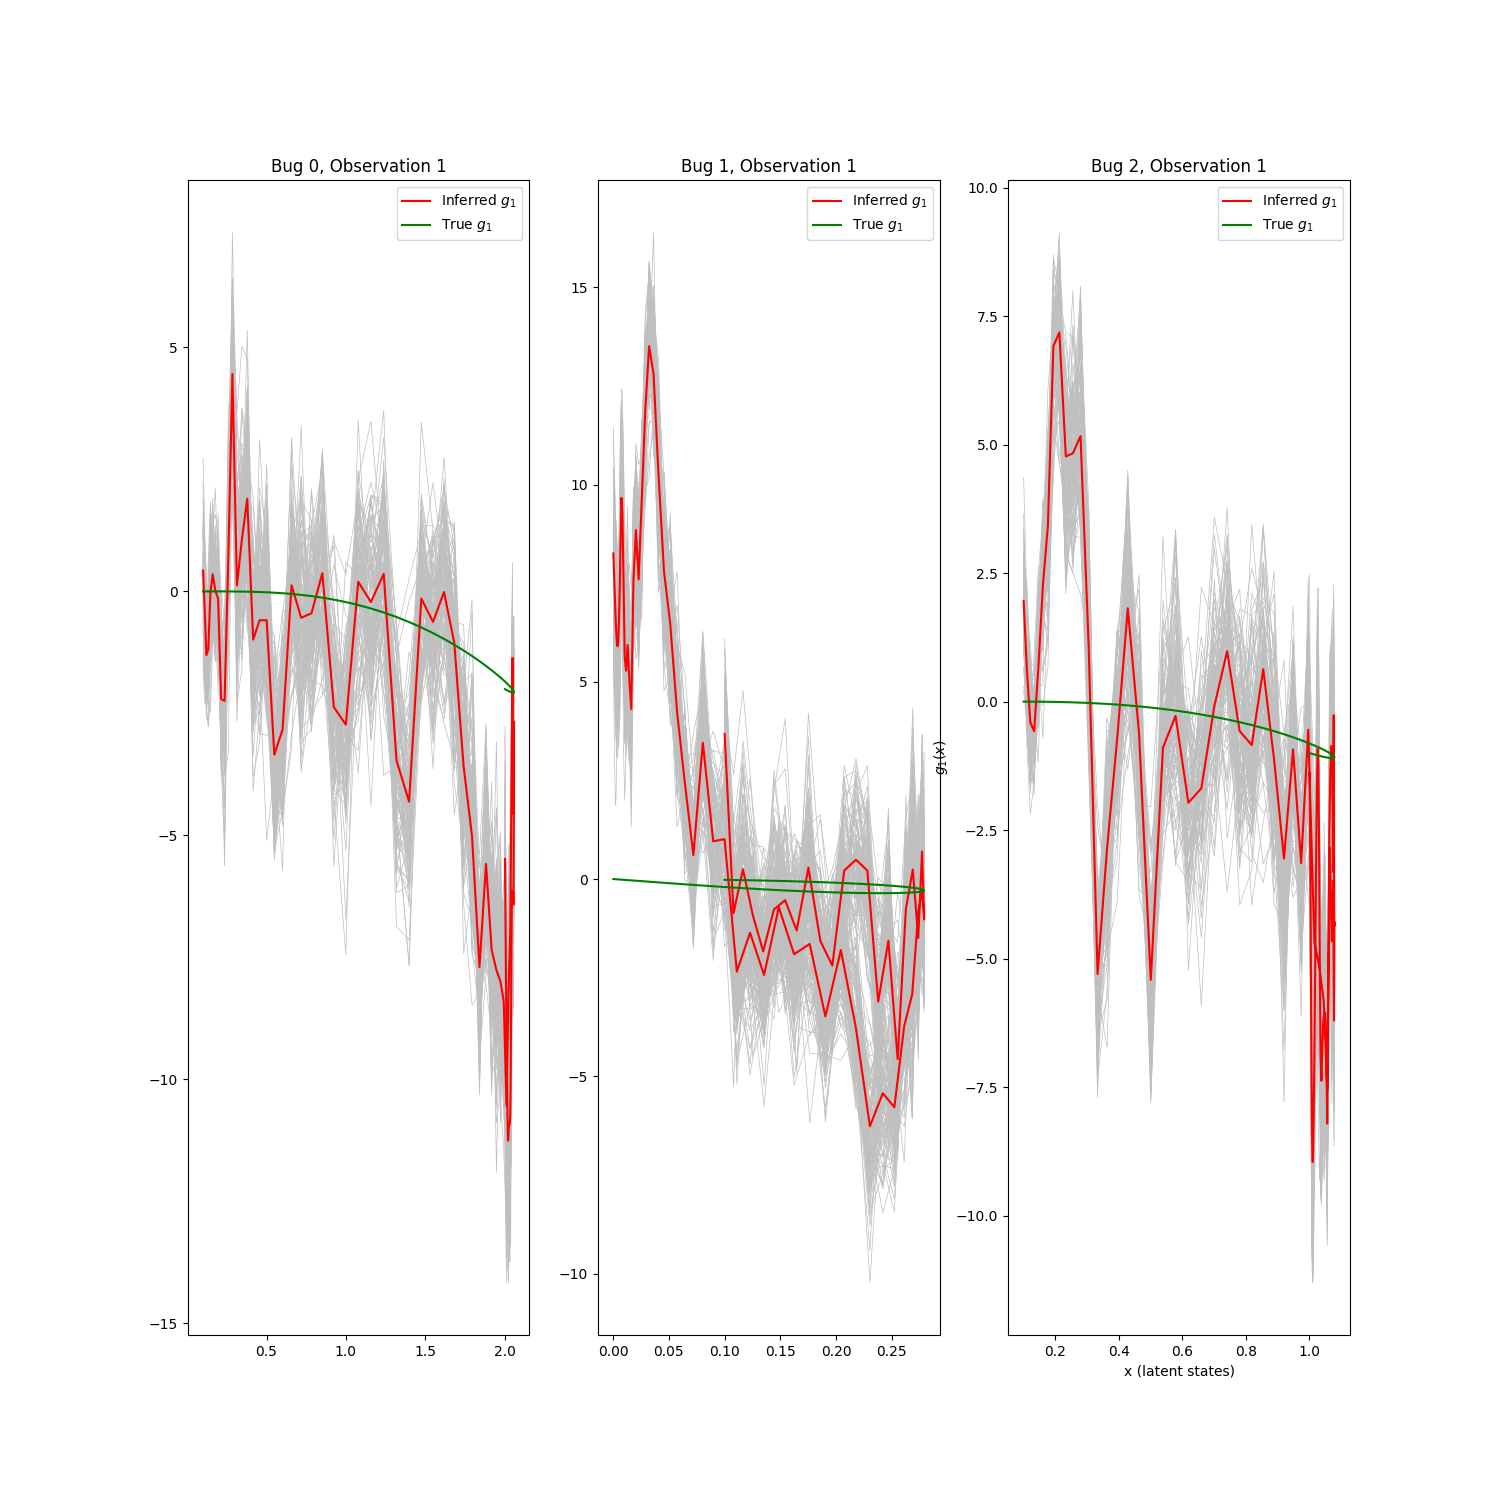 Bug 0, Observation 1
Inferred g₁
True g₁
5
0
−5
−10
−15
0.5 1.0 1.5 2.0
Bug 1, Observation 1
Inferred g₁
True g₁
15
10
5
0
−5
−10
0.00 0.05 0.10 0.15 0.20 0.25
Bug 2, Observation 1
Inferred g₁
True g₁
g₁(x)
10.0
7.5
5.0
2.5
0.0
−2.5
−5.0
−7.5
−10.0
0.2 0.4 0.6 0.8 1.0
x (latent states)